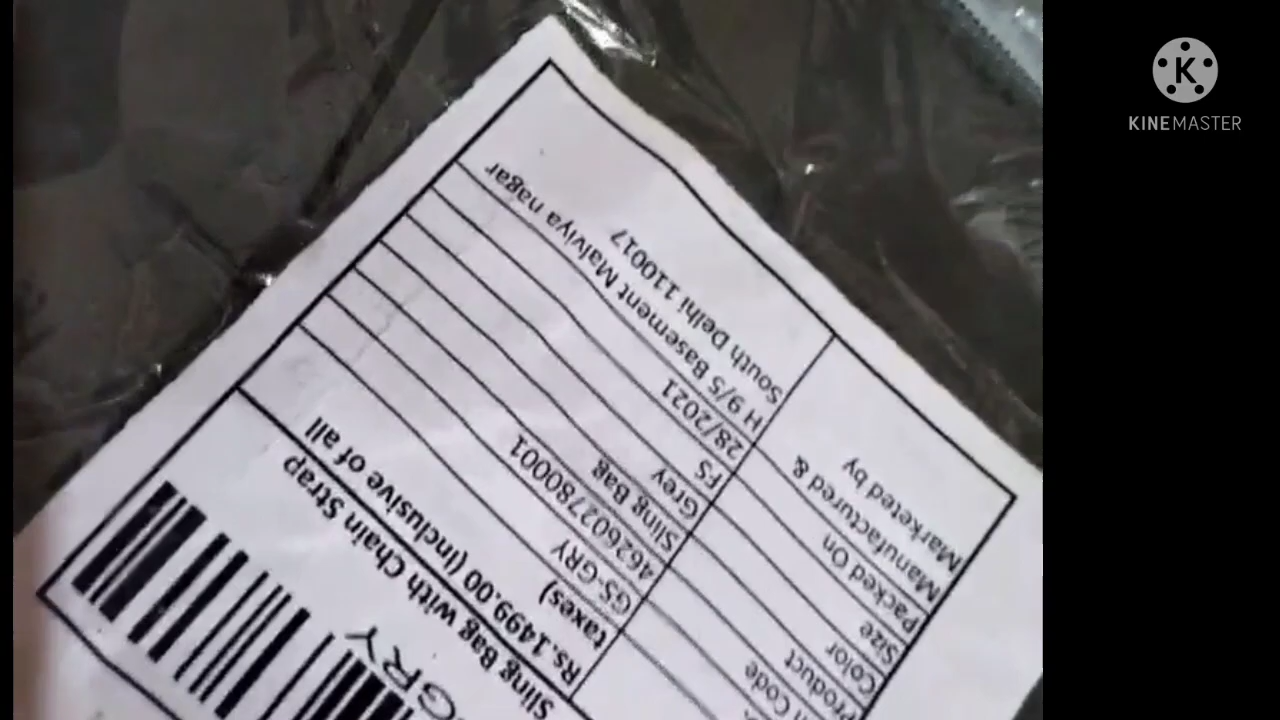 KINEMASTER
GRY
Sling Bag with Chain Strap
Rs.1499.00 (Inclusive of all
taxes)
GS-GRY
Code 4626602780001
Product Sling Bag
Color Grey
Size FS
Packed On 28/2021
Manufactured & H 9/5 Basement Malviya nagar
Marketed by South Delhi 110017